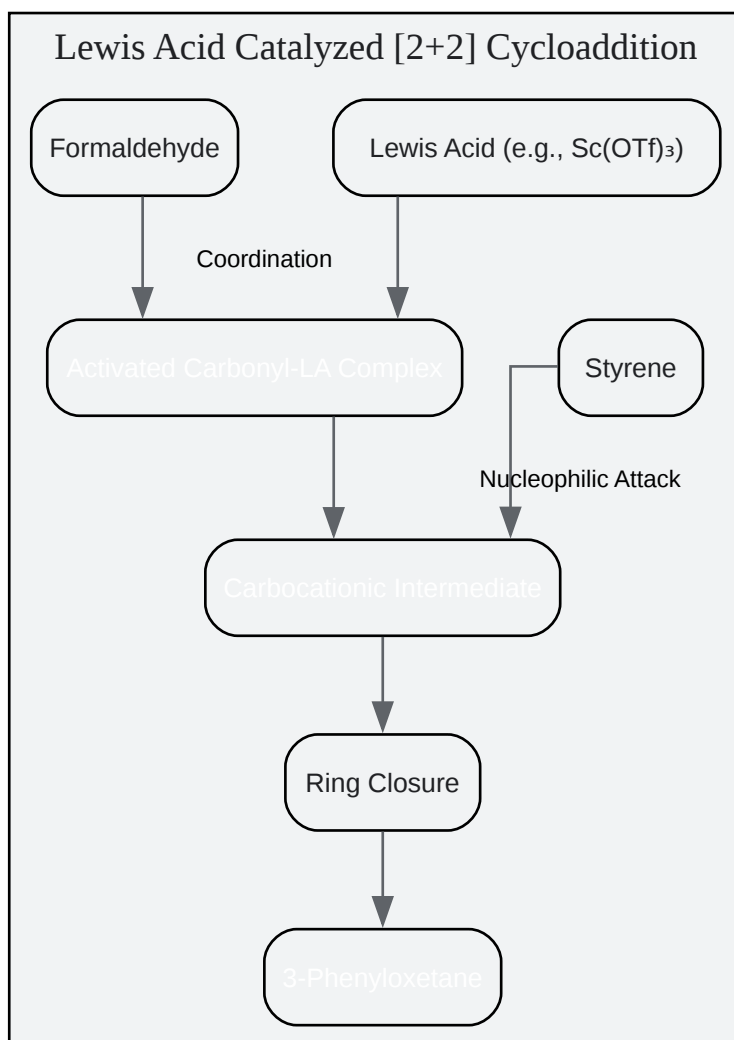 Lewis Acid Catalyzed [2+2] Cycloaddition
Formaldehyde
Lewis Acid (e.g., Sc(OTf)₃)
Coordination
Activated Carbonyl-LA Complex
Styrene
Nucleophilic Attack
Carbocationic Intermediate
Ring Closure
3-Phenyloxetane